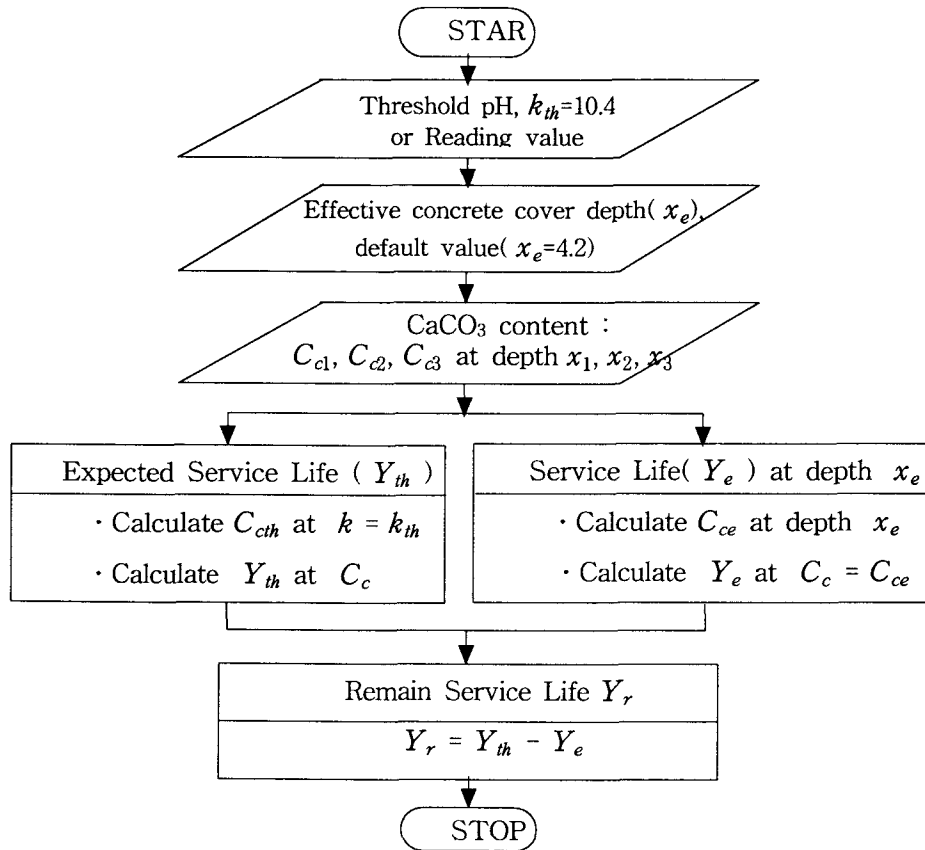 STAR
Threshold pH, k_th=10.4
or Reading value
Effective concrete cover depth( x_e),
default value( x_e=4.2)
CaCO₃ content :
C_c1, C_c2, C_c3 at depth x₁, x₂, x₃
Expected Service Life ( Y_th )
· Calculate C_cth at k = k_th
· Calculate Y_th at C_c
Service Life( Y_e ) at depth x_e
· Calculate C_ce at depth x_e
· Calculate Y_e at C_c = C_ce
Remain Service Life Y_r
Y_r = Y_th - Y_e
STOP